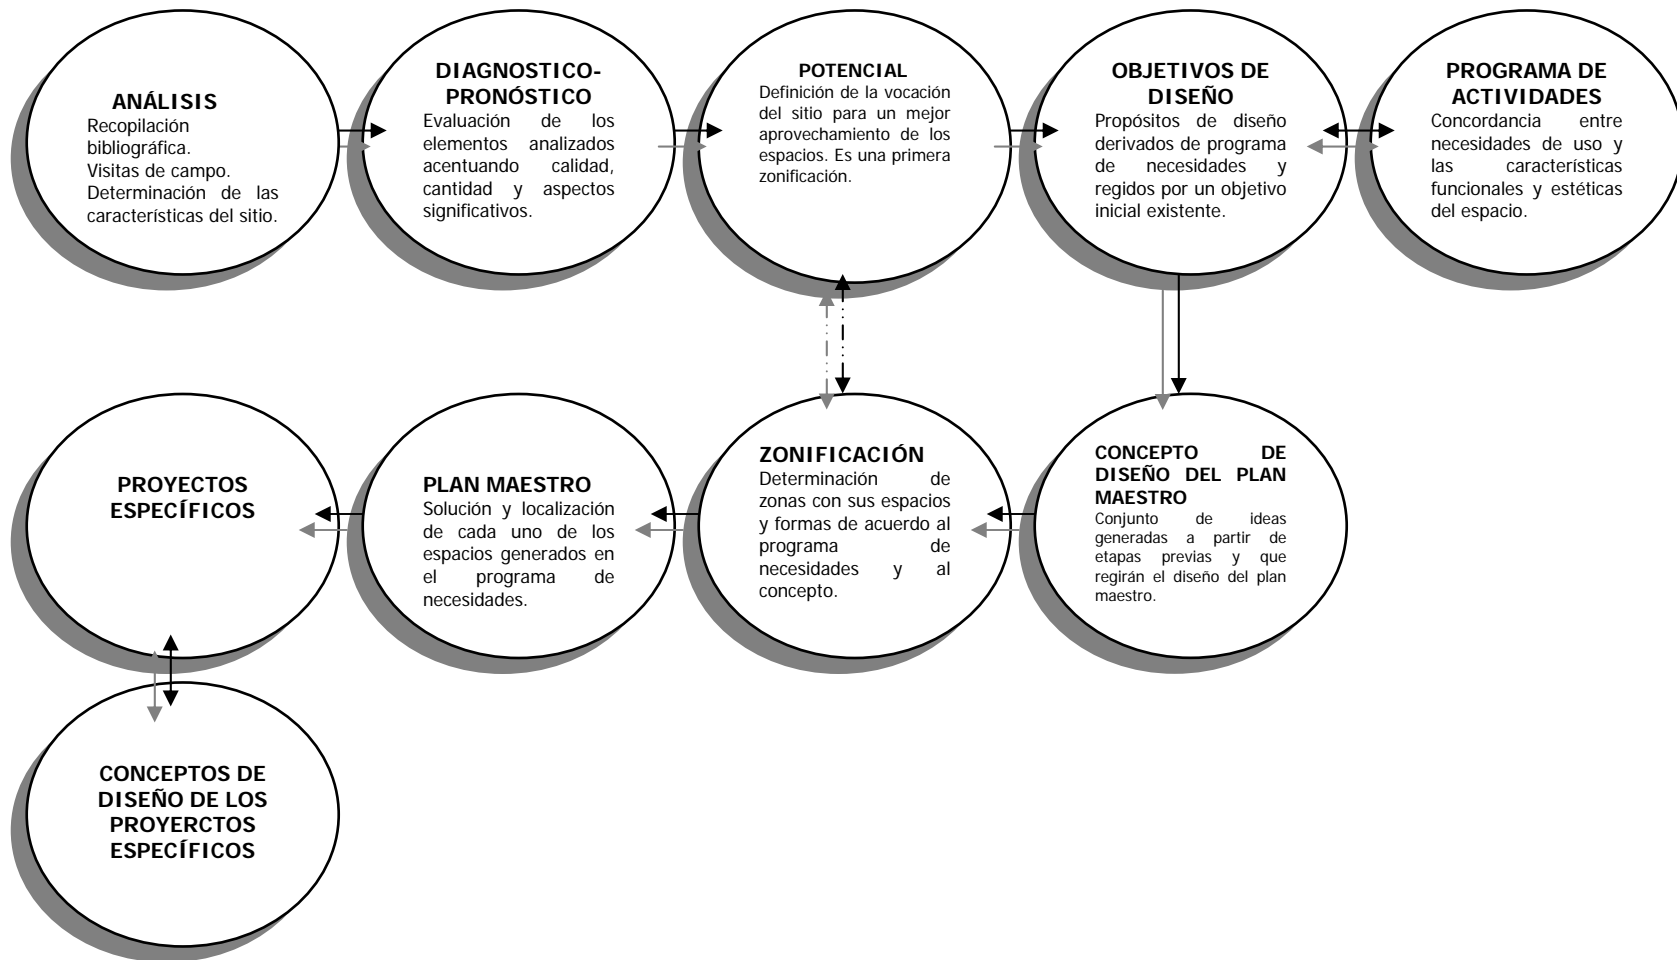 ANÁLISIS
Recopilación
bibliográfica.
Visitas de campo.
Determinación de las
características del sitio.
DIAGNOSTICO-
PRONÓSTICO
Evaluación de los
elementos analizados
acentuando calidad,
cantidad y aspectos
significativos.
POTENCIAL
Definición de la vocación
del sitio para un mejor
aprovechamiento de los
espacios. Es una primera
zonificación.
OBJETIVOS DE
DISEÑO
Propósitos de diseño
derivados de programa
de necesidades y
regidos por un objetivo
inicial existente.
PROGRAMA DE
ACTIVIDADES
Concordancia entre
necesidades de uso y
las características
funcionales y estéticas
del espacio.
PROYECTOS
ESPECÍFICOS
PLAN MAESTRO
Solución y localización
de cada uno de los
espacios generados en
el programa de
necesidades.
ZONIFICACIÓN
Determinación de
zonas con sus espacios
y formas de acuerdo al
programa de
necesidades y al
concepto.
CONCEPTO DE
DISEÑO DEL PLAN
MAESTRO
Conjunto de ideas
generadas a partir de
etapas previas y que
regirán el diseño del plan
maestro.
CONCEPTOS DE
DISEÑO DE LOS
PROYERCTOS
ESPECÍFICOS